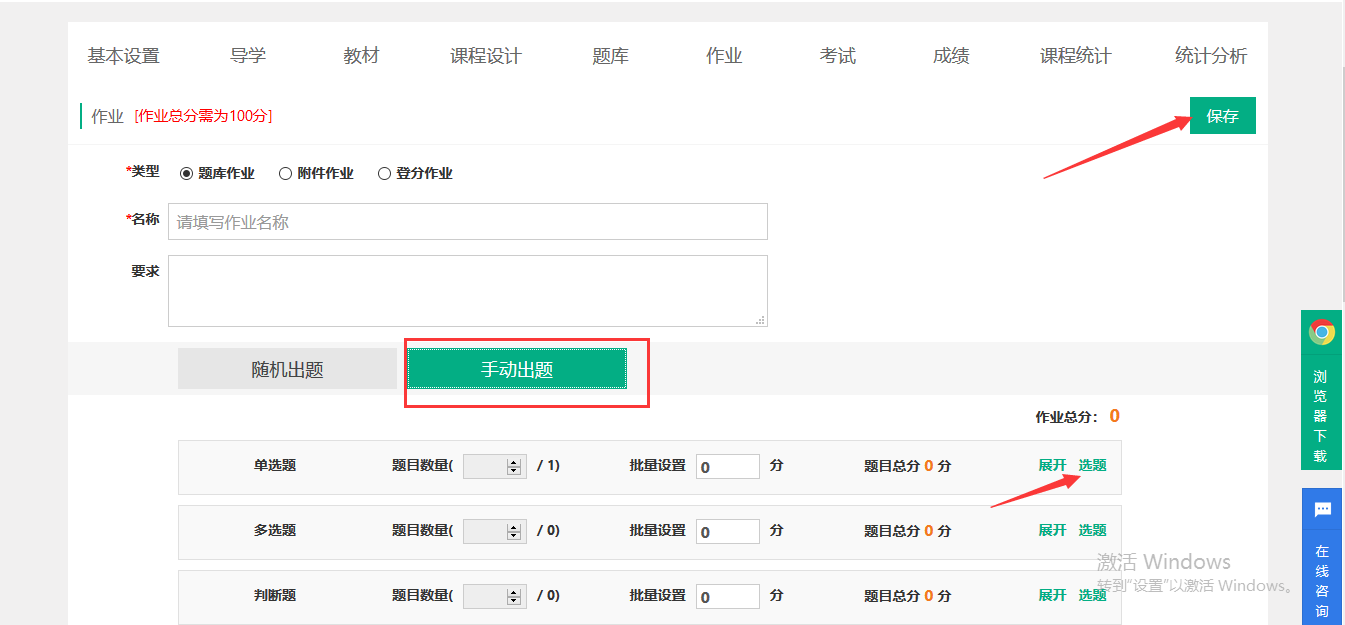 基本设置 导学 教材 课程设计 题库 作业 考试 成绩 课程统计 统计分析
作业 [作业总分需为100分] 保存
*类型 题库作业 附件作业 登分作业
*名称 请填写作业名称
要求
随机出题 手动出题
作业总分： 0
单选题 题目数量( / 1) 批量设置 0 分 题目总分 0 分 展开 选题
多选题 题目数量( / 0) 批量设置 0 分 题目总分 0 分 展开 选题
判断题 题目数量( / 0) 批量设置 0 分 题目总分 0 分 展开 选题
激活 Windows
转到"设置"以激活 Windows。
浏
览
器
下
载
在
线
咨
询